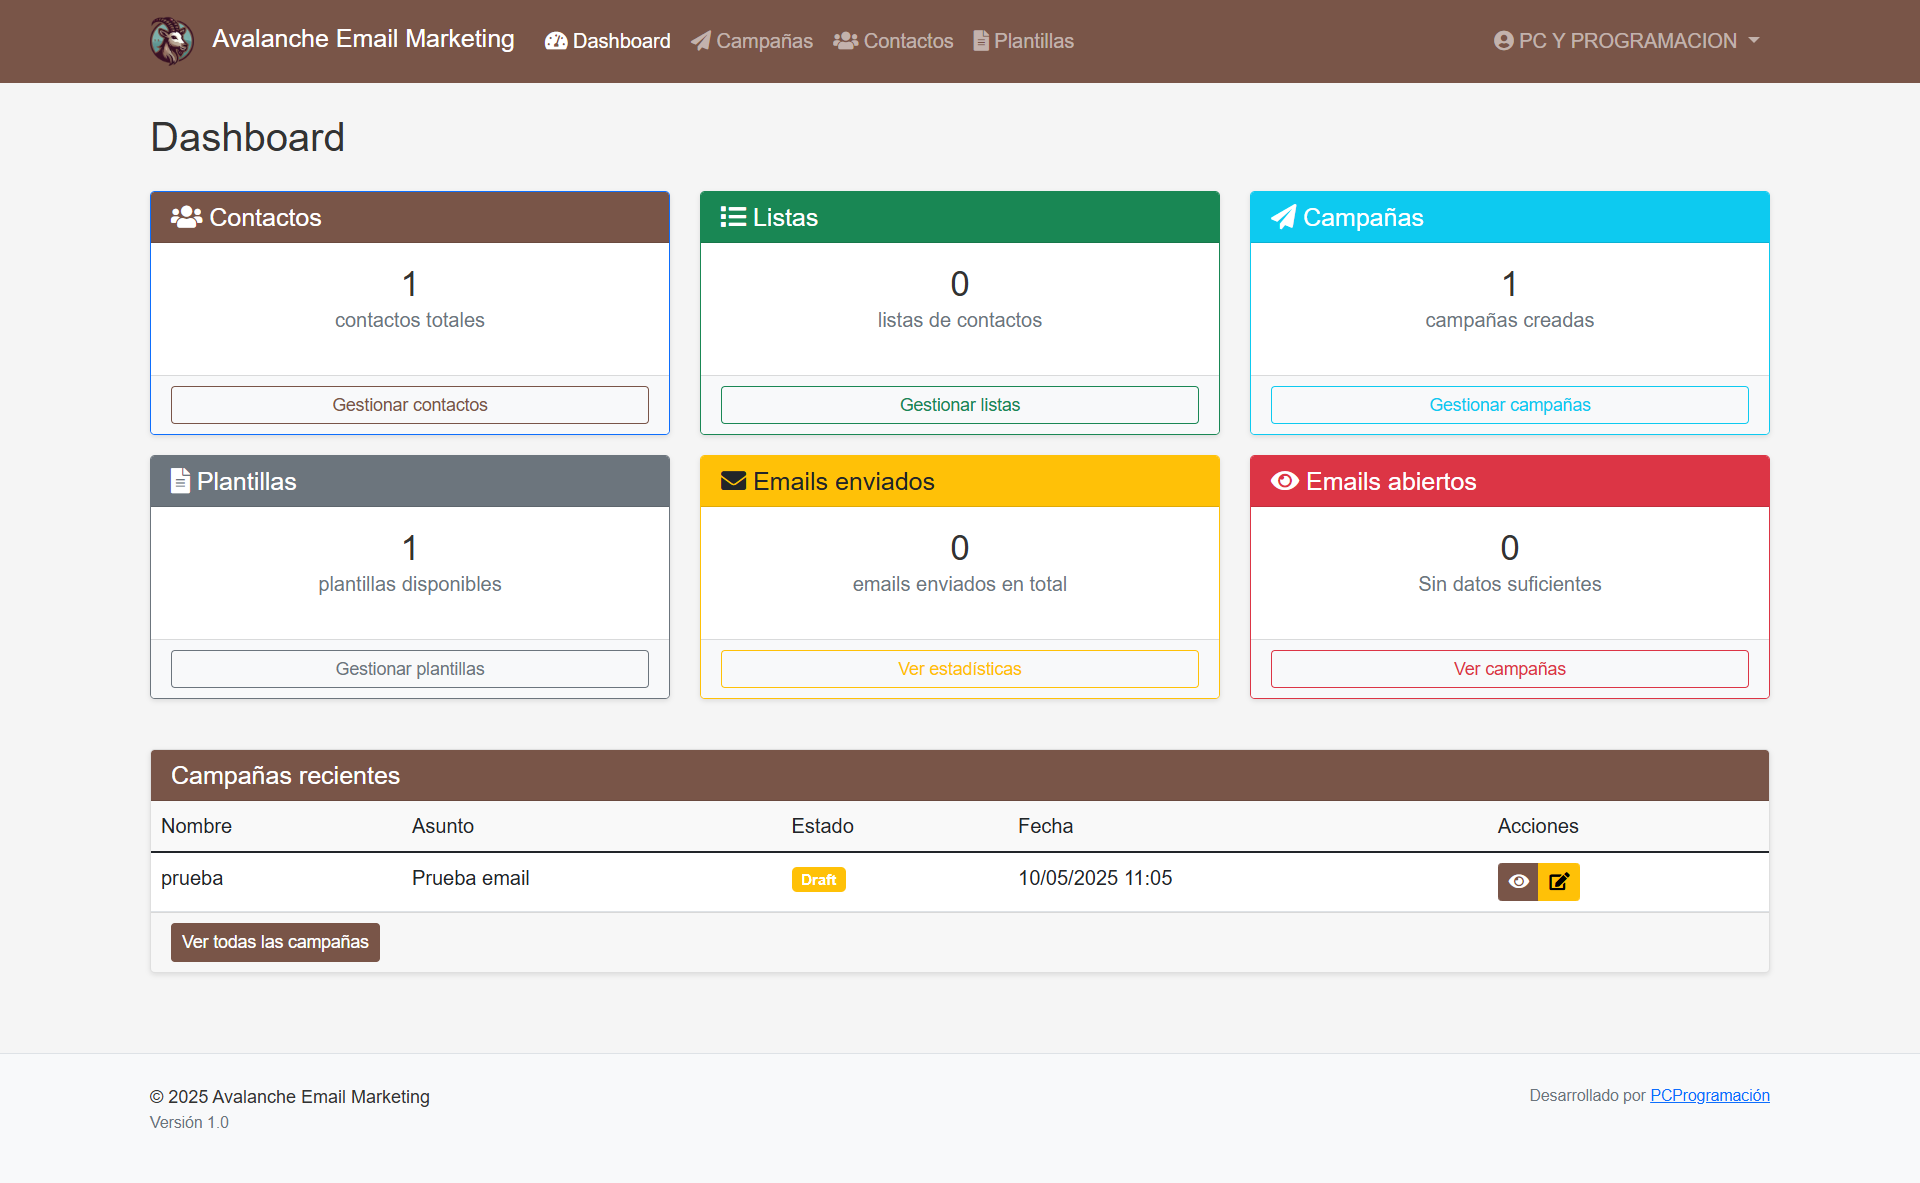 Avalanche Email Marketing Dashboard Campañas Contactos Plantillas PC Y PROGRAMACION
Dashboard
Contactos
1
contactos totales
Gestionar contactos
Listas
0
listas de contactos
Gestionar listas
Campañas
1
campañas creadas
Gestionar campañas
Plantillas
1
plantillas disponibles
Gestionar plantillas
Emails enviados
0
emails enviados en total
Ver estadísticas
Emails abiertos
0
Sin datos suficientes
Ver campañas
Campañas recientes
Nombre Asunto Estado Fecha Acciones
prueba Prueba email Draft 10/05/2025 11:05
Ver todas las campañas
© 2025 Avalanche Email Marketing
Versión 1.0
Desarrollado por PCProgramación